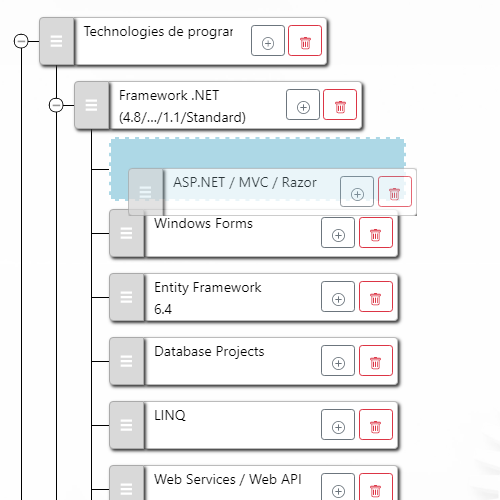 Technologies de progra
Framework .NET
(4.8/.../1.1/Standard)
ASP.NET / MVC / Razor
Windows Forms
Entity Framework
6.4
Database Projects
LINQ
Web Services / Web API